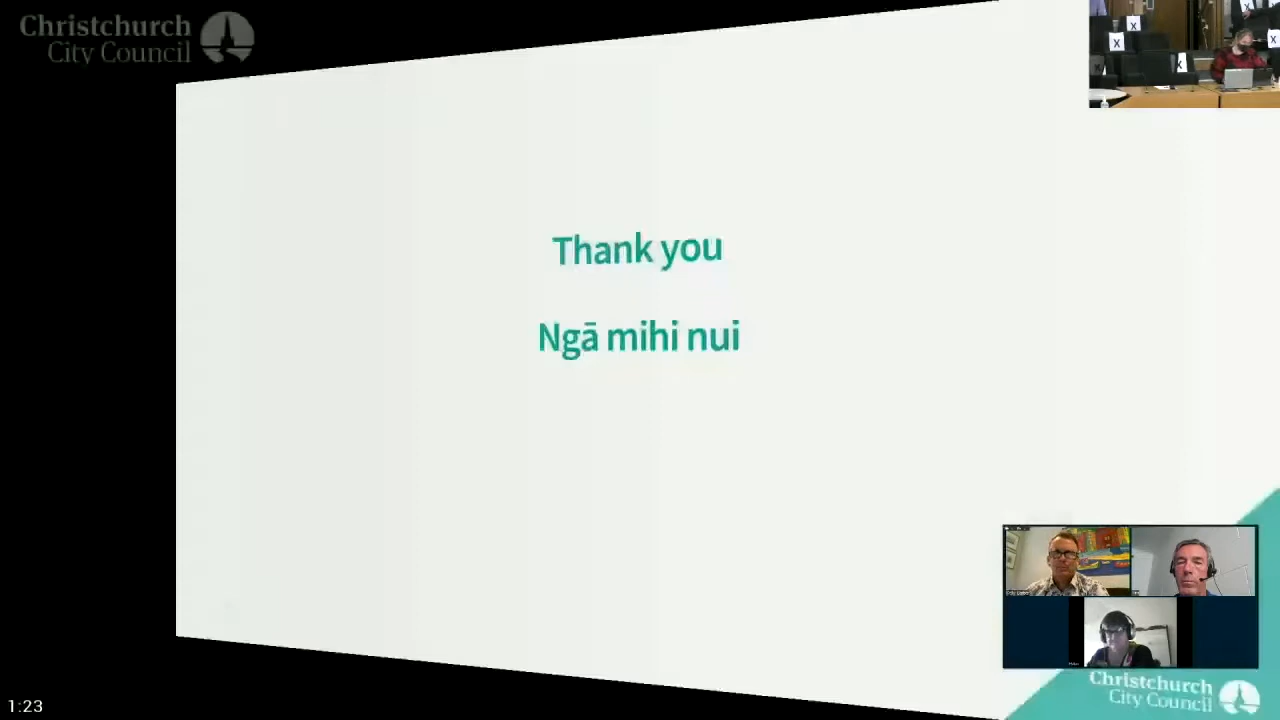 Christchurch
City Council
X
X
X
X
X
X
Thank you
Ngā mihi nui
Christchurch
City Council
1:23